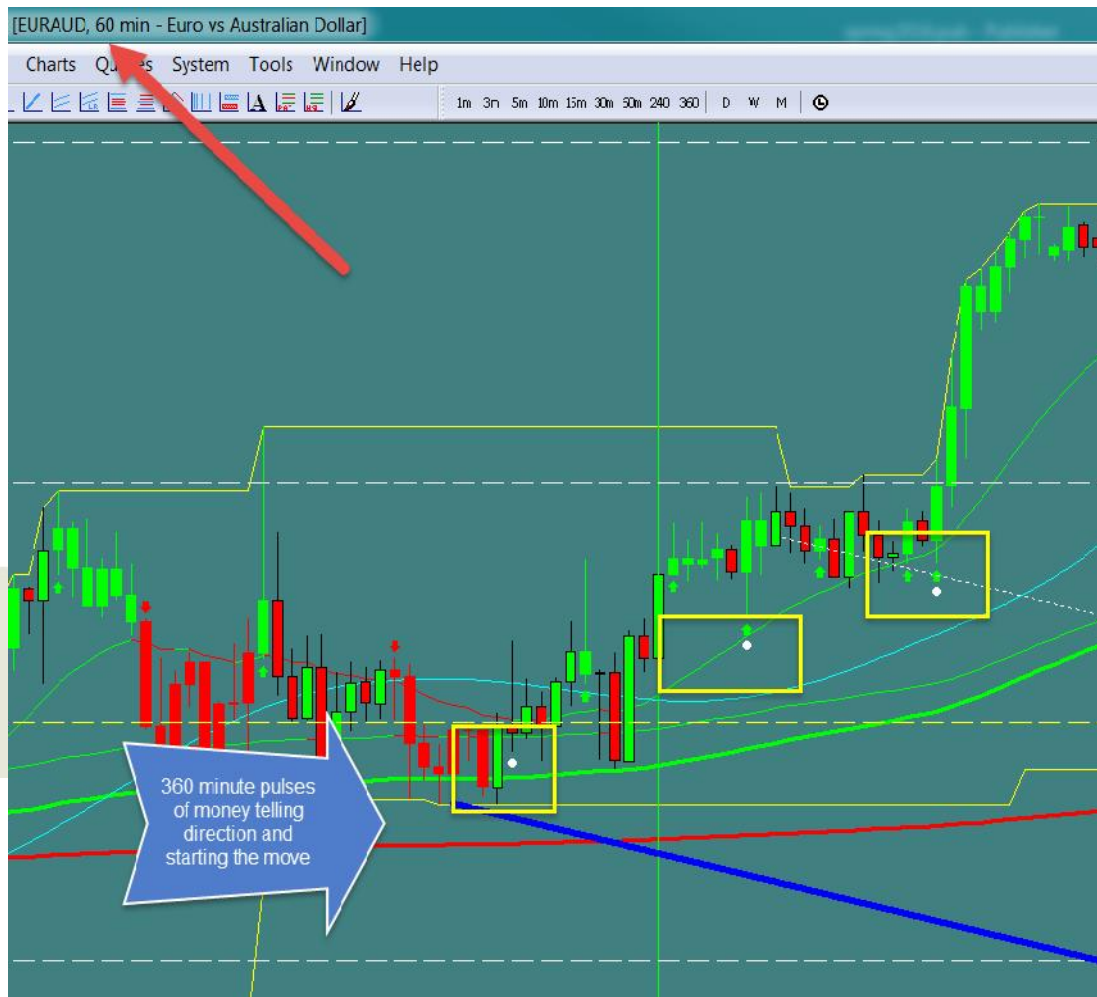 [EURAUD, 60 min - Euro vs Australian Dollar]
Charts System Tools Window Help
1m 3m 5m 10m 15m 30m 50m 240 360 D W M
360 minute pulses
of money telling
direction and
starting the move